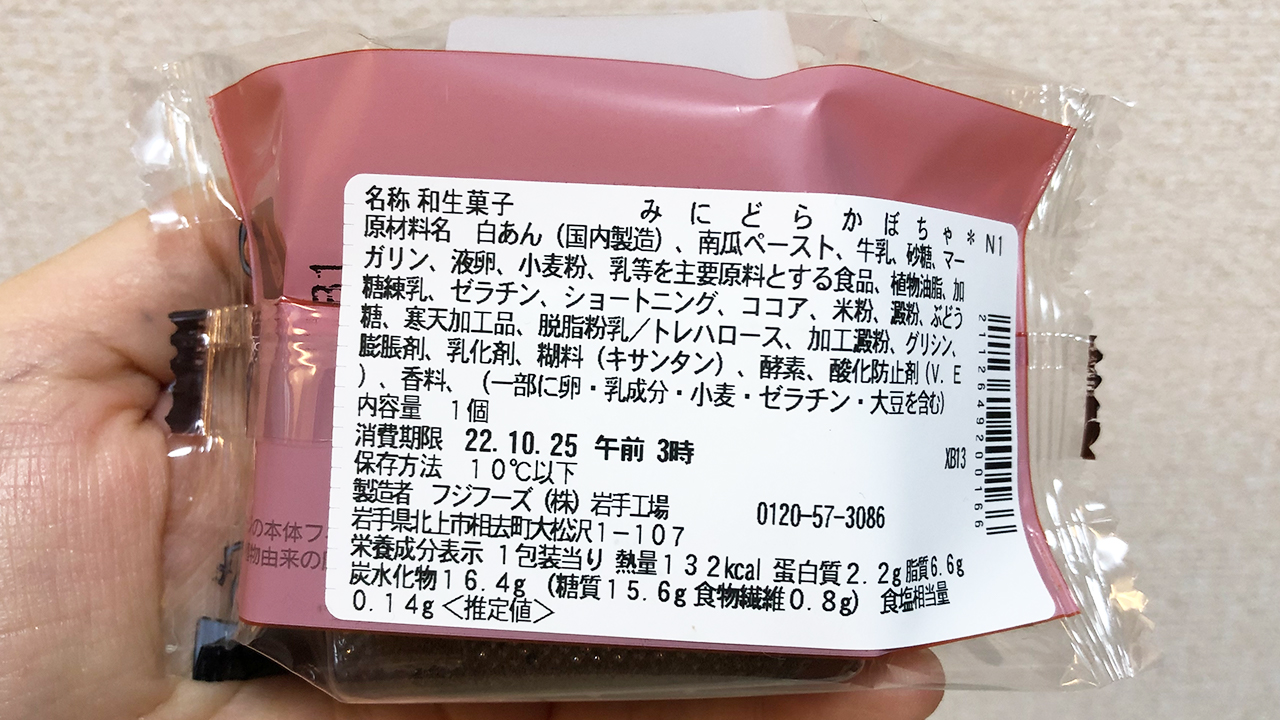 名称 和生菓子
みにどらかぼちゃ* N1
原材料名 白あん（国内製造）、南瓜ペースト、牛乳、砂糖、マー
ガリン、液卵、小麦粉、乳等を主要原料とする食品、植物油脂、加
糖練乳、ゼラチン、ショートニング、ココア、米粉、澱粉、ぶどう
糖、寒天加工品、脱脂粉乳／トレハロース、加工澱粉、グリシン、
膨脹剤、乳化剤、糊料（キサンタン）、酵素、酸化防止剤（V.E
）、香料、（一部に卵・乳成分・小麦・ゼラチン・大豆を含む）
内容量 1個
消費期限 22.10.25 午前 3時
XB13
保存方法 10℃以下
製造者 フジフーズ（株）岩手工場
0120-57-3086
岩手県北上市相去町大松沢1－107
栄養成分表示 1包装当り 熱量132kcal 蛋白質2.2g 脂質6.6g
炭水化物16.4g（糖質15.6g 食物繊維0.8g） 食塩相当量
0.14g＜推定値＞
2112649200166
の本体フ
物由来の